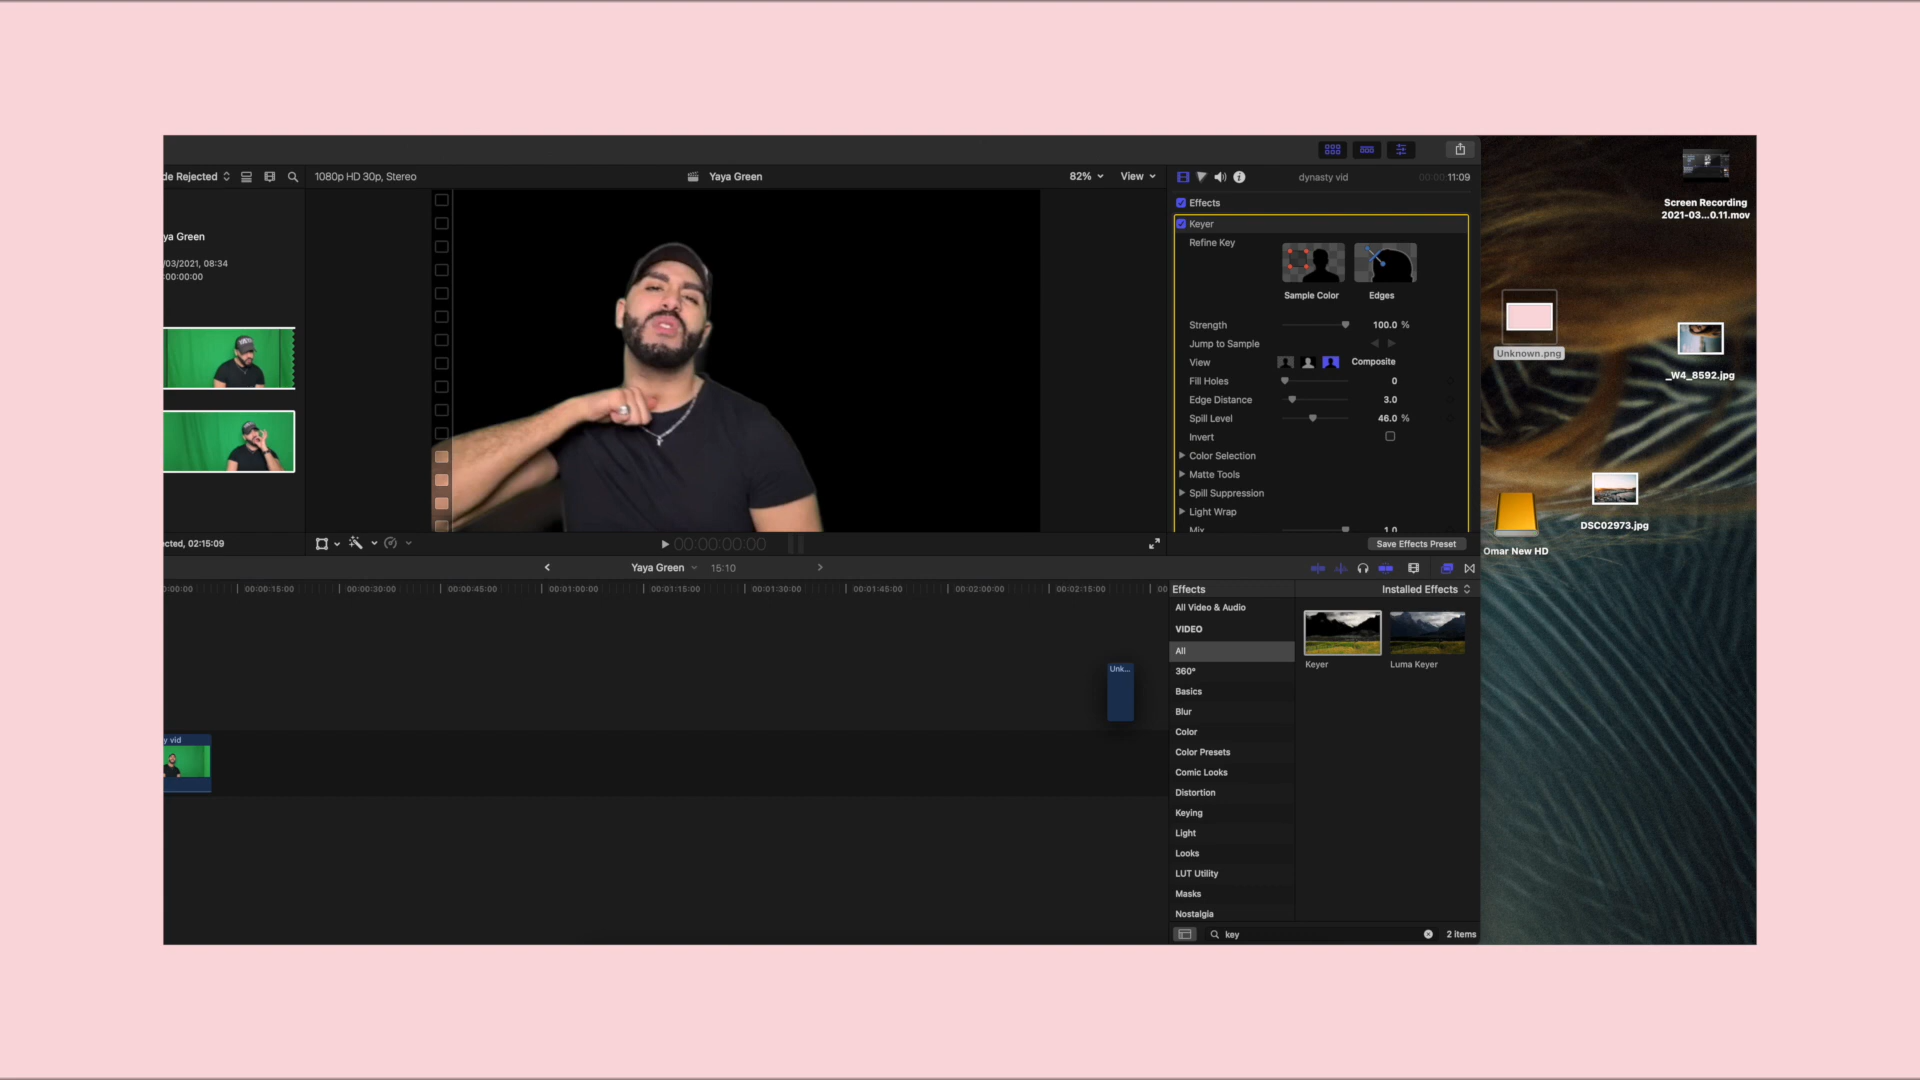 de Rejected
1080p HD 30p, Stereo
Yaya Green
82%
View
dynasty vid
00:00:11:09
Effects
Keyer
Refine Key
Sample Color
Edges
Strength
100.0 %
Jump to Sample
View
Composite
Fill Holes
0
Edge Distance
3.0
Spill Level
46.0 %
Invert
Color Selection
Matte Tools
Spill Suppression
Light Wrap
Mix
1.0
Save Effects Preset
ya Green
/03/2021, 08:34
:00:00:00
cted, 02:15:09
00:00:00:00
Yaya Green
15:10
0:00:00
00:00:15:00
00:00:30:00
00:00:45:00
00:01:00:00
00:01:15:00
00:01:30:00
00:01:45:00
00:02:00:00
00:02:15:00
00
Unk...
y vid
Effects
Installed Effects
All Video & Audio
VIDEO
All
360°
Basics
Blur
Color
Color Presets
Comic Looks
Distortion
Keying
Light
Looks
LUT Utility
Masks
Nostalgia
Keyer
Luma Keyer
key
2 items
Screen Recording
2021-03...0.11.mov
Unknown.png
_W4_8592.jpg
DSC02973.jpg
Omar New HD